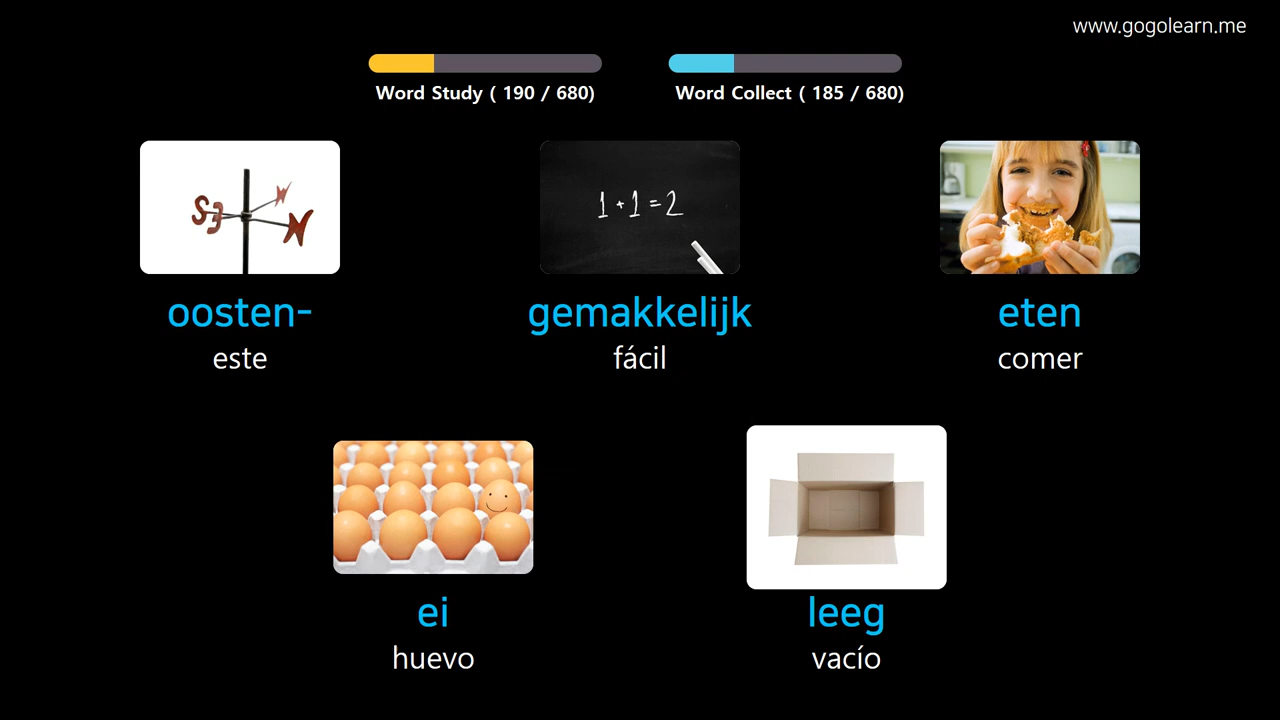 www.gogolearn.me
Word Study ( 190 / 680)
Word Collect ( 185 / 680)
S E N N
1 + 1 = 2
oosten-
gemakkelijk
eten
este
fácil
comer
ei
leeg
huevo
vacío